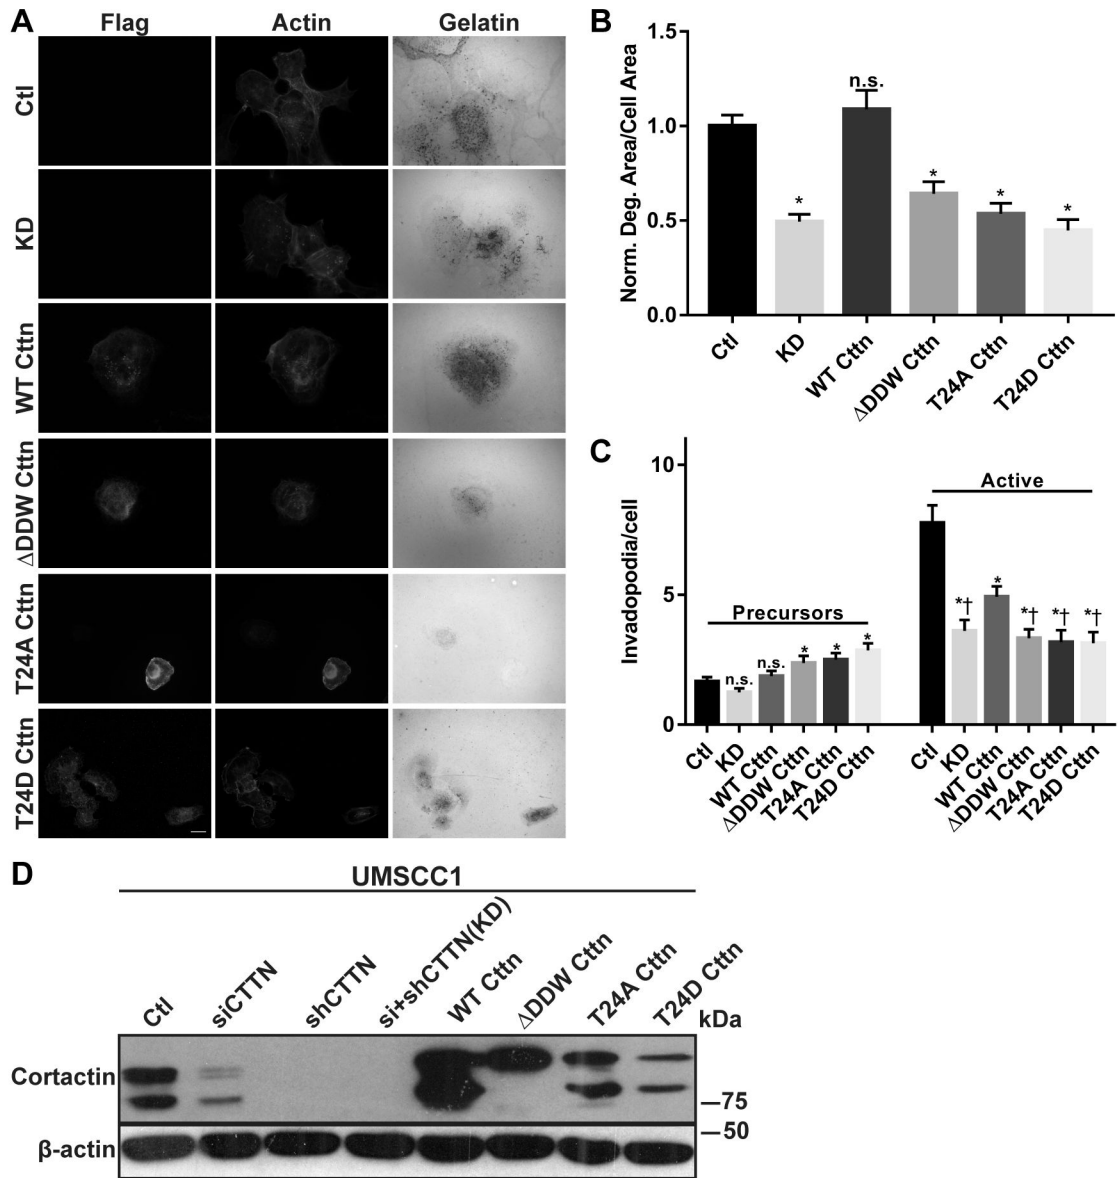 A
Flag
Actin
Gelatin
Ctl
KD
WT Cttn
ΔDDW Cttn
T24A Cttn
T24D Cttn
B
Norm. Deg. Area/Cell Area
1.5
1.0
0.5
0.0
n.s.
*
*
*
*
Ctl
KD
WT Cttn
ΔDDW Cttn
T24A Cttn
T24D Cttn
C
Invadopodia/cell
10
5
0
Precursors
n.s.
n.s.
*
*
*
Active
*†
*
*†
*†
*†
Ctl
KD
WT Cttn
ΔDDW Cttn
T24A Cttn
T24D Cttn
Ctl
KD
WT Cttn
ΔDDW Cttn
T24A Cttn
T24D Cttn
D
UMSCC1
Ctl
siCTTN
shCTTN
si+shCTTN(KD)
WT Cttn
ΔDDW Cttn
T24A Cttn
T24D Cttn
kDa
Cortactin
—75
—50
β-actin